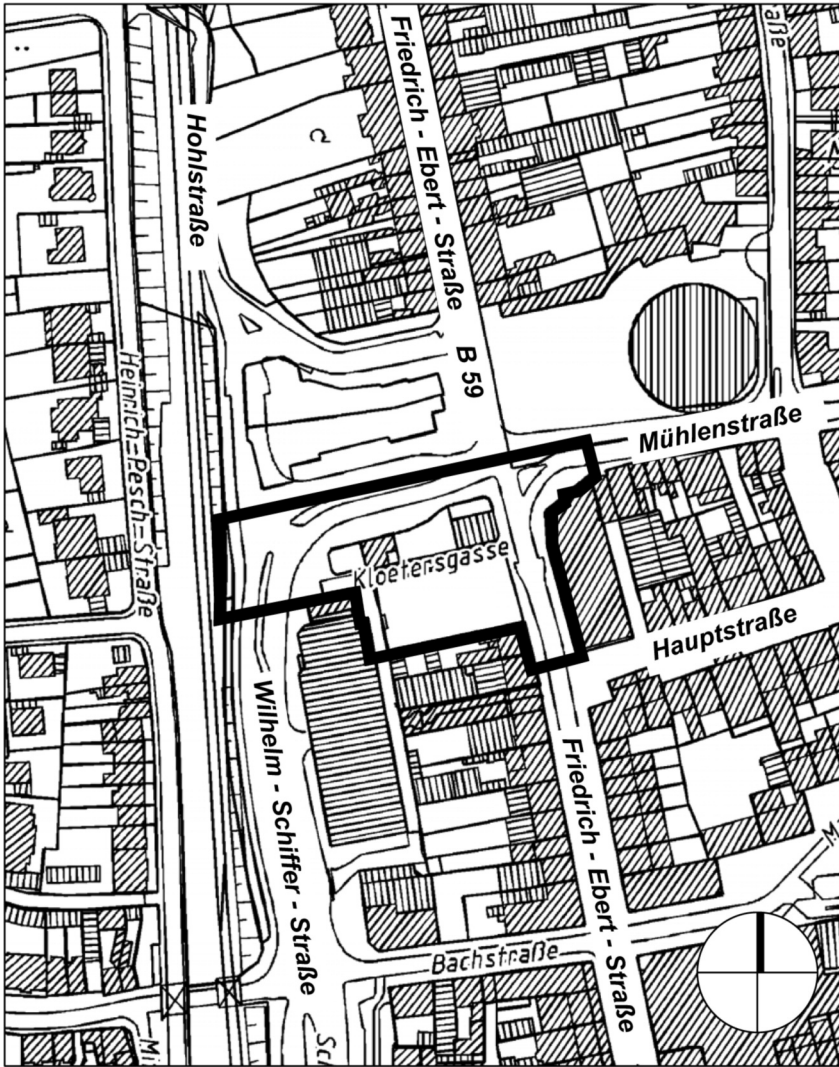 Friedrich - Ebert - Straße
B 59
Hohlstraße
Mühlenstraße
Heinrich=Pesch=Straße
Kloetersgasse
Hauptstraße
Wilhelm - Schiffer - Straße
Friedrich - Ebert - Straße
Bachstraße